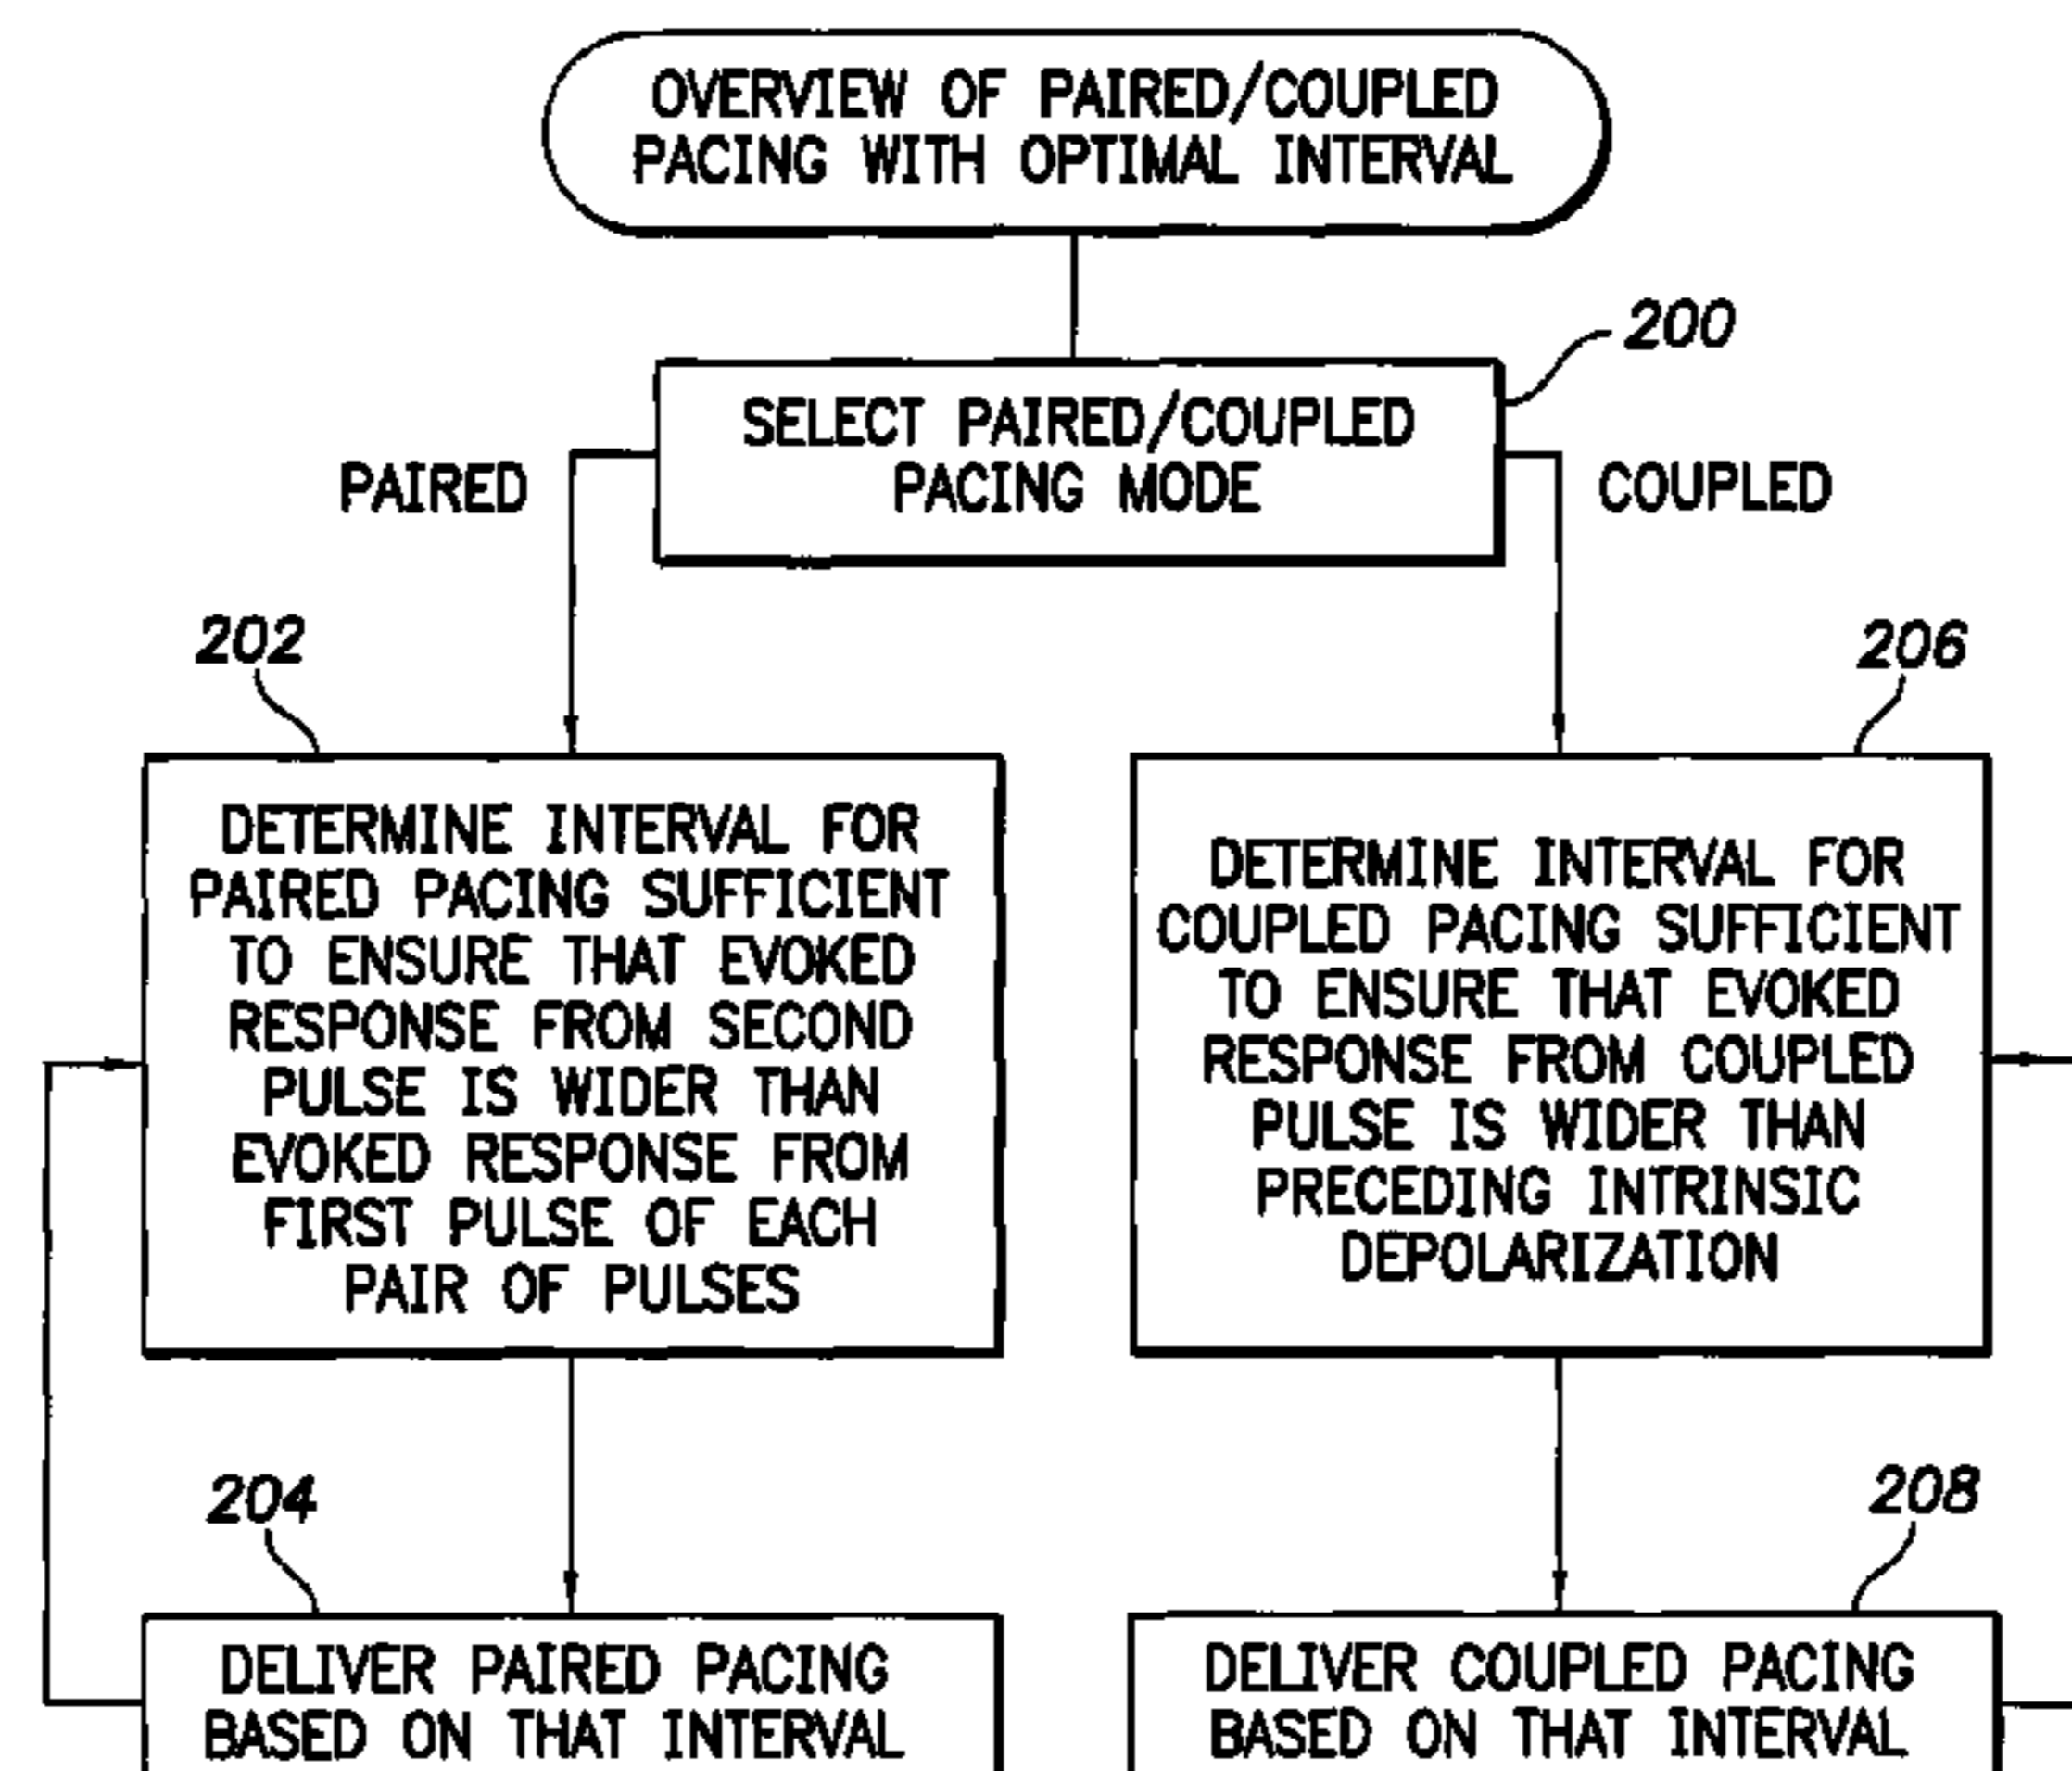 OVERVIEW OF PAIRED/COUPLED
PACING WITH OPTIMAL INTERVAL
200
SELECT PAIRED/COUPLED
PACING MODE
PAIRED
COUPLED
202
DETERMINE INTERVAL FOR
PAIRED PACING SUFFICIENT
TO ENSURE THAT EVOKED
RESPONSE FROM SECOND
PULSE IS WIDER THAN
EVOKED RESPONSE FROM
FIRST PULSE OF EACH
PAIR OF PULSES
206
DETERMINE INTERVAL FOR
COUPLED PACING SUFFICIENT
TO ENSURE THAT EVOKED
RESPONSE FROM COUPLED
PULSE IS WIDER THAN
PRECEDING INTRINSIC
DEPOLARIZATION
204
DELIVER PAIRED PACING
BASED ON THAT INTERVAL
208
DELIVER COUPLED PACING
BASED ON THAT INTERVAL